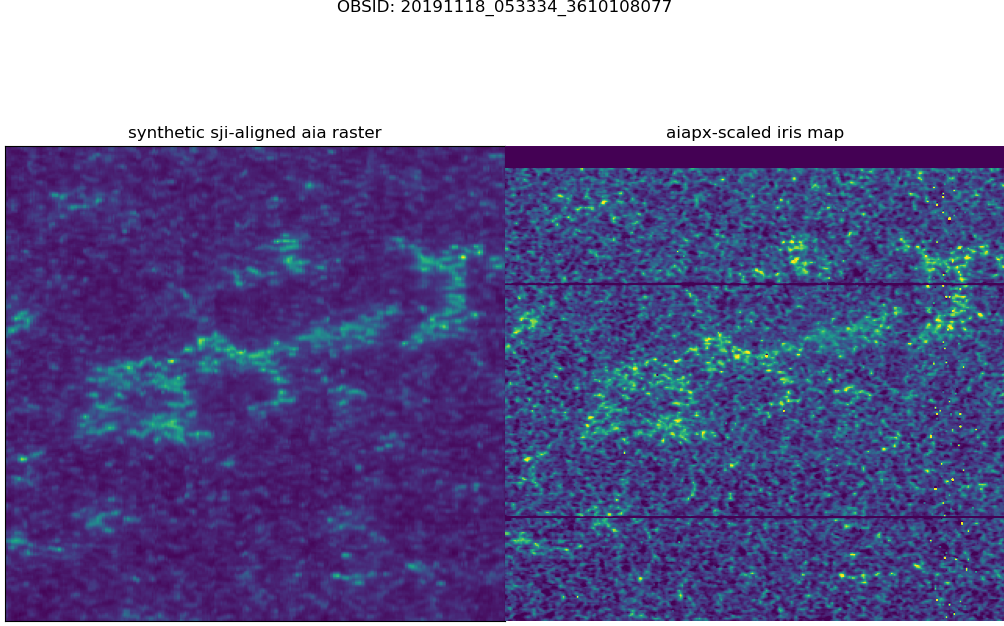 OBSID: 20191118_053334_3610108077
synthetic sji-aligned aia raster
aiapx-scaled iris map